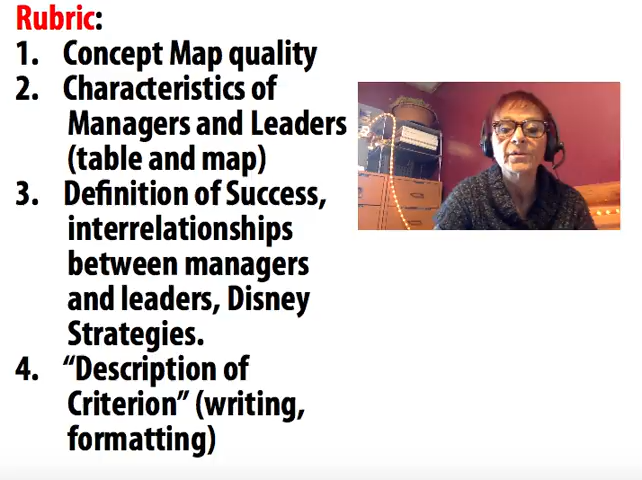 Rubric:
1. Concept Map quality
2. Characteristics of
Managers and Leaders
(table and map)
3. Definition of Success,
interrelationships
between managers
and leaders, Disney
Strategies.
4. “Description of
Criterion” (writing,
formatting)